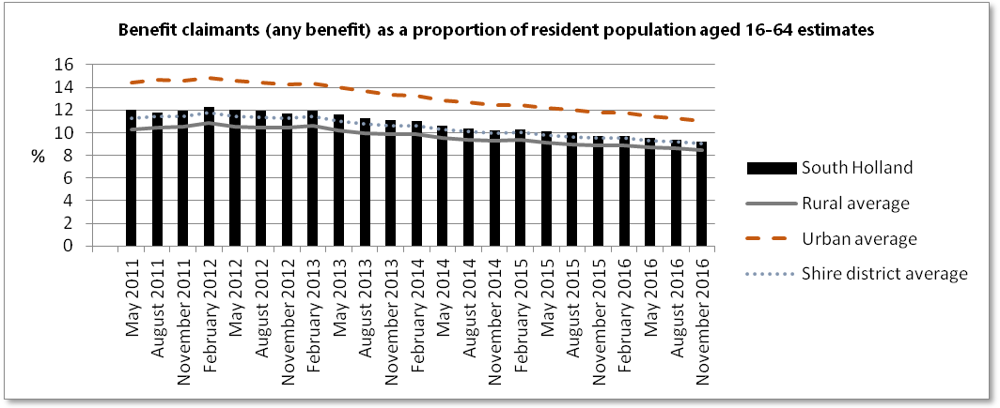 Benefit claimants (any benefit) as a proportion of resident population aged 16-64 estimates
16
14
12
10
8
6
4
2
0
%
May 2011
August 2011
November 2011
February 2012
May 2012
August 2012
November 2012
February 2013
May 2013
August 2013
November 2013
February 2014
May 2014
August 2014
November 2014
February 2015
May 2015
August 2015
November 2015
February 2016
May 2016
August 2016
November 2016
South Holland
Rural average
Urban average
Shire district average